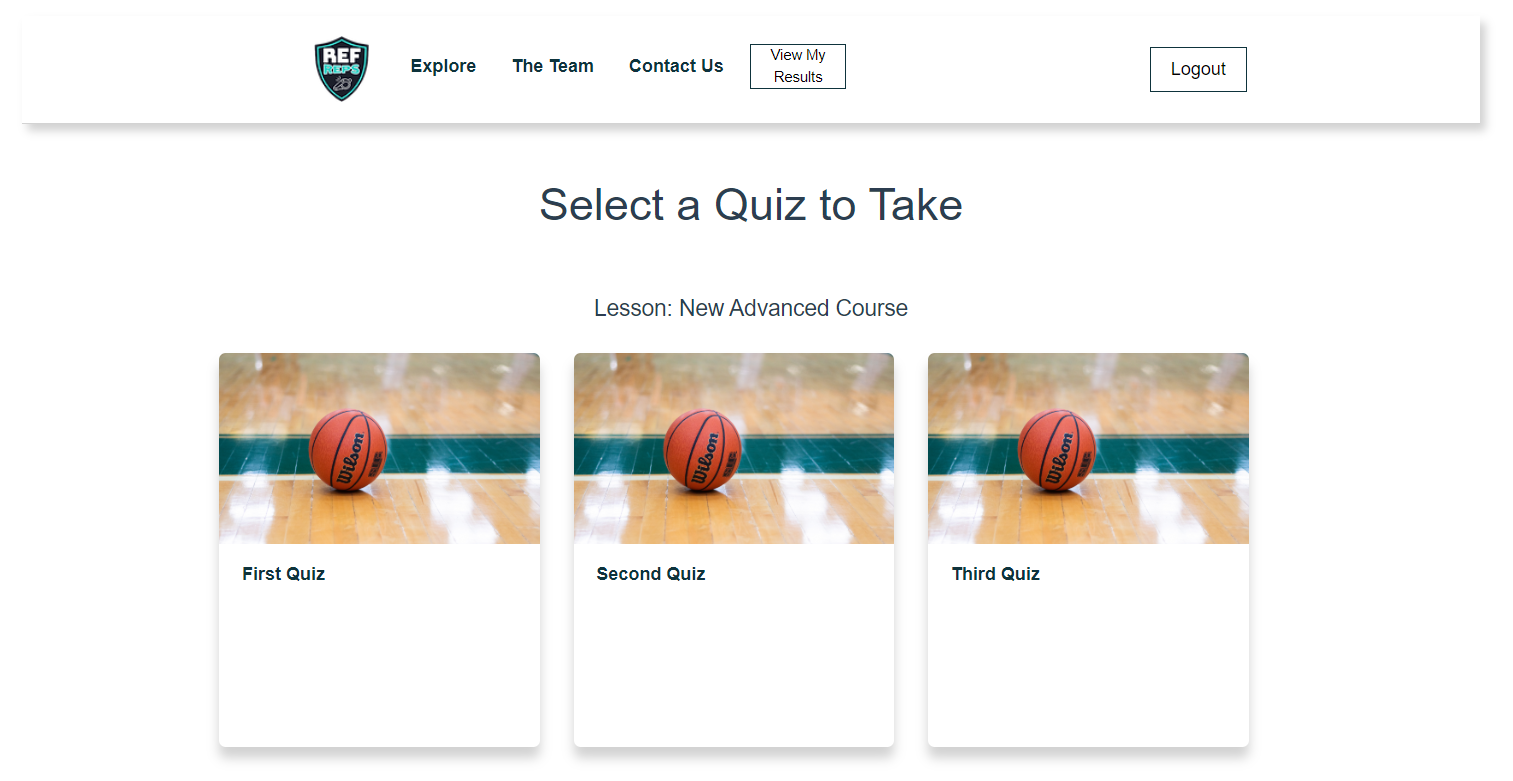 REF
REPS
Explore
The Team
Contact Us
View My
Results
Logout
Select a Quiz to Take
Lesson: New Advanced Course
Wilson
Wilson
Wilson
First Quiz
Second Quiz
Third Quiz